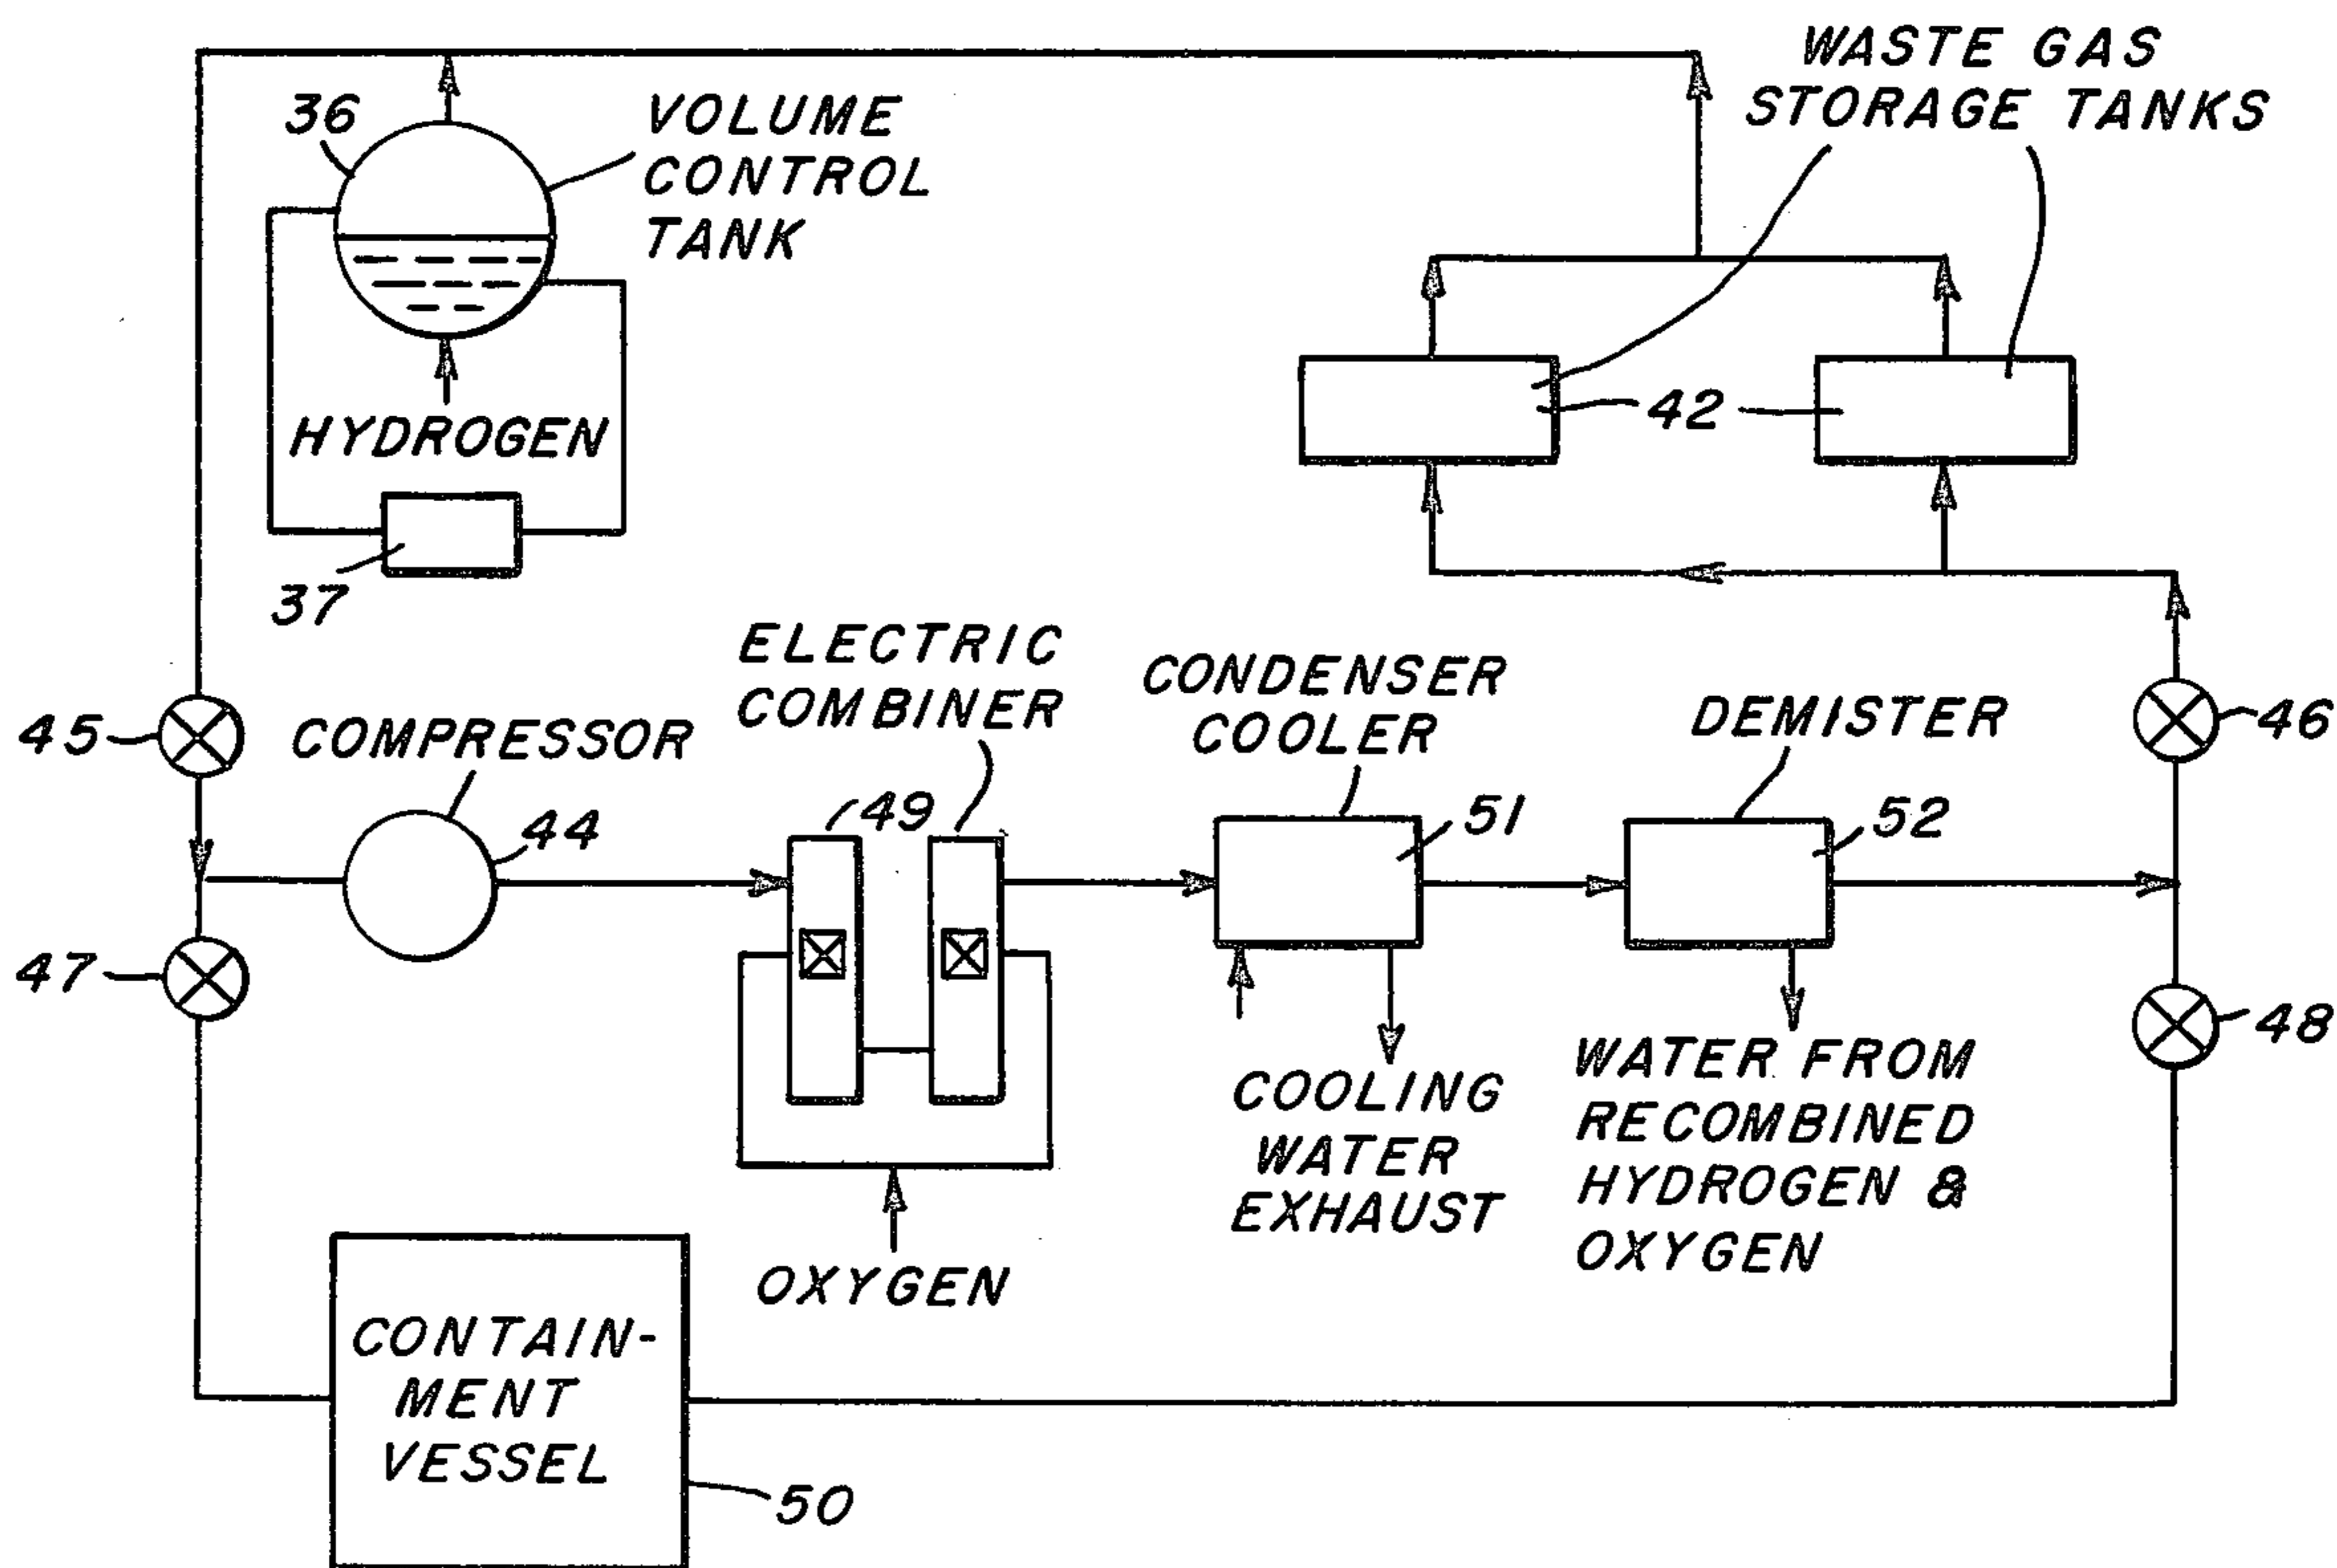 WASTE GAS
STORAGE TANKS
36
VOLUME
CONTROL
TANK
HYDROGEN
42
37
ELECTRIC
COMBINER
CONDENSER
COOLER
DEMISTER
45
COMPRESSOR
46
44
49
51
52
47
48
COOLING
WATER
EXHAUST
WATER FROM
RECOMBINED
HYDROGEN &
OXYGEN
OXYGEN
CONTAIN-
MENT
VESSEL
50